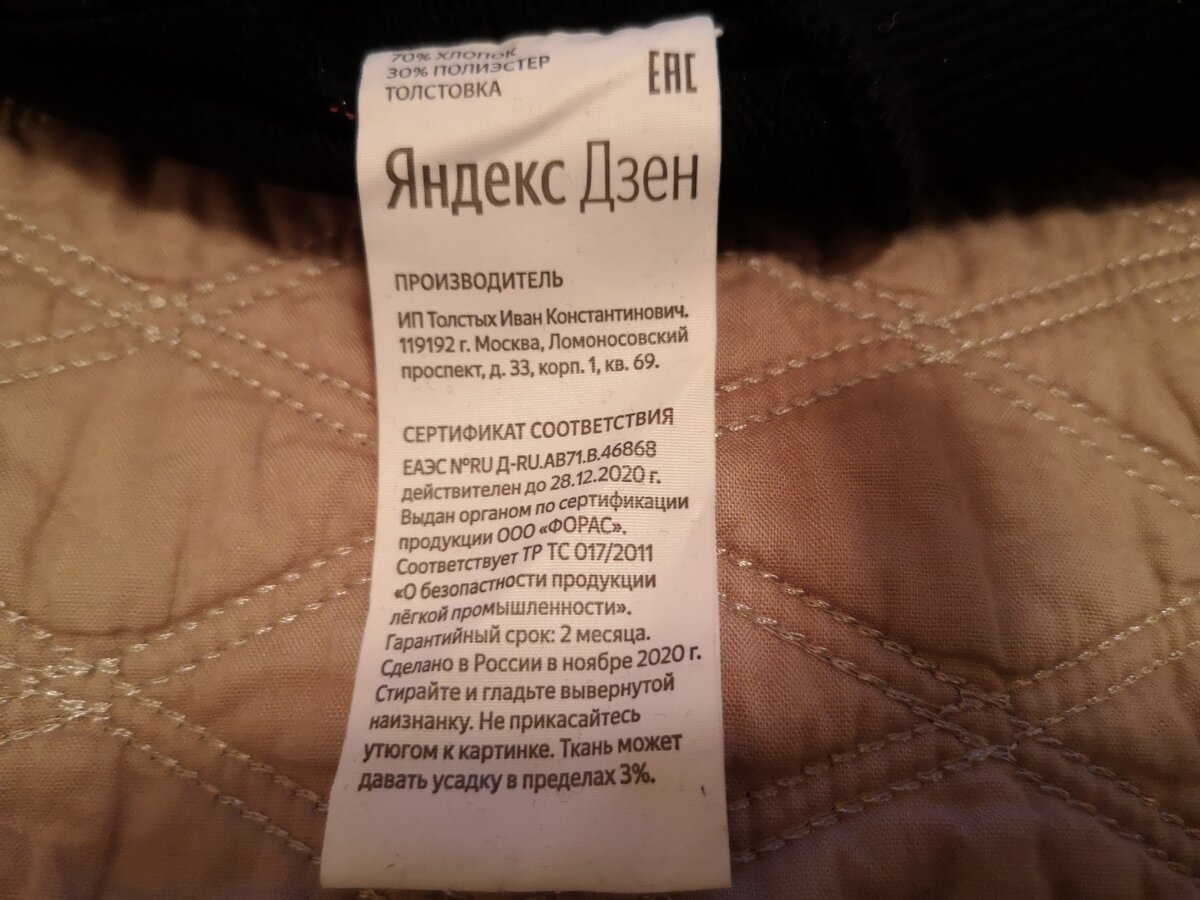 70% ХЛОПОК
30% ПОЛИЭСТЕР
ТОЛСТОВКА
EAC
Яндекс Дзен
ПРОИЗВОДИТЕЛЬ
ИП Толстых Иван Константинович.
119192 г. Москва, Ломоносовский
проспект, д. 33, корп. 1, кв. 69.
СЕРТИФИКАТ СООТВЕТСТВИЯ
ЕАЭС №RU Д-RU.АВ71.В.46868
действителен до 28.12.2020 г.
Выдан органом по сертификации
продукции ООО «ФОРАС».
Соответствует ТР ТС 017/2011
«О безопастности продукции
лёгкой промышленности».
Гарантийный срок: 2 месяца.
Сделано в России в ноябре 2020 г.
Стирайте и гладьте вывернутой
наизнанку. Не прикасайтесь
утюгом к картинке. Ткань может
давать усадку в пределах 3%.